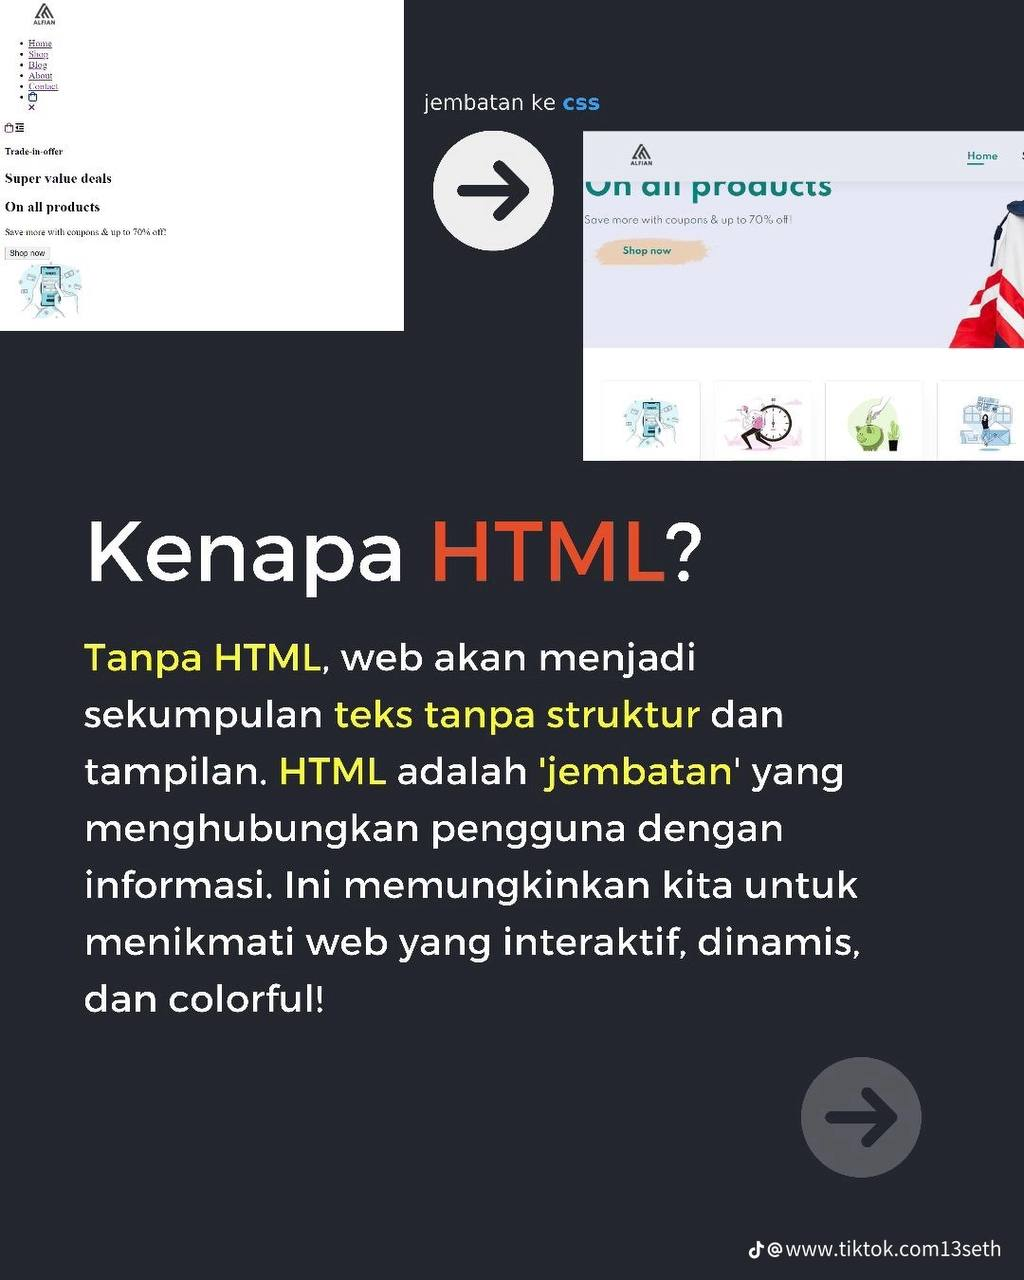 ALFIAN
Home
Shop
Blog
About
Contact
Trade-in-offer
Super value deals
On all products
Save more with coupons & up to 70% off!
Shop now
jembatan ke css
ALFIAN
Home
On all products
Save more with coupons & up to 70% off!
Shop now
Kenapa HTML?
Tanpa HTML, web akan menjadi
sekumpulan teks tanpa struktur dan
tampilan. HTML adalah 'jembatan' yang
menghubungkan pengguna dengan
informasi. Ini memungkinkan kita untuk
menikmati web yang interaktif, dinamis,
dan colorful!
@www.tiktok.com13seth